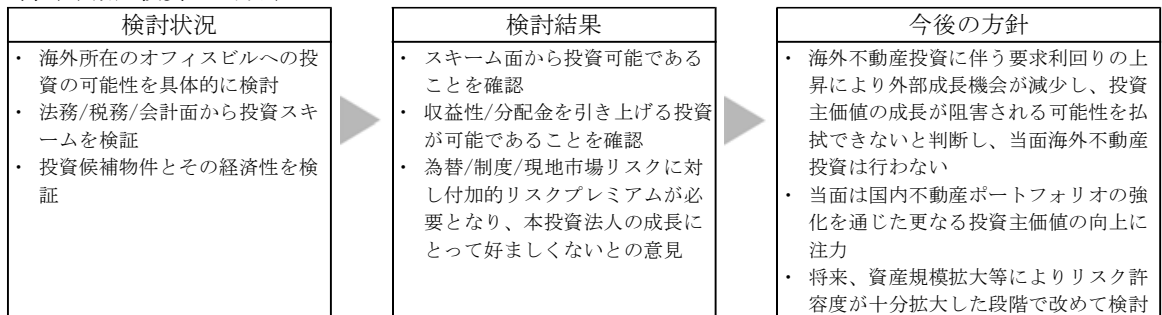 検討状況
・ 海外所在のオフィスビルへの投
資の可能性を具体的に検討
・ 法務/税務/会計面から投資スキ
ームを検証
・ 投資候補物件とその経済性を検
証
検討結果
・ スキーム面から投資可能である
ことを確認
・ 収益性/分配金を引き上げる投資
が可能であることを確認
・ 為替/制度/現地市場リスクに対
し付加的リスクプレミアムが必
要となり、本投資法人の成長に
とって好ましくないとの意見
今後の方針
・ 海外不動産投資に伴う要求利回りの上
昇により外部成長機会が減少し、投資
主価値の成長が阻害される可能性を払
拭できないと判断し、当面海外不動産
投資は行わない
・ 当面は国内不動産ポートフォリオの強
化を通じた更なる投資主価値の向上に
注力
・ 将来、資産規模拡大等によりリスク許
容度が十分拡大した段階で改めて検討